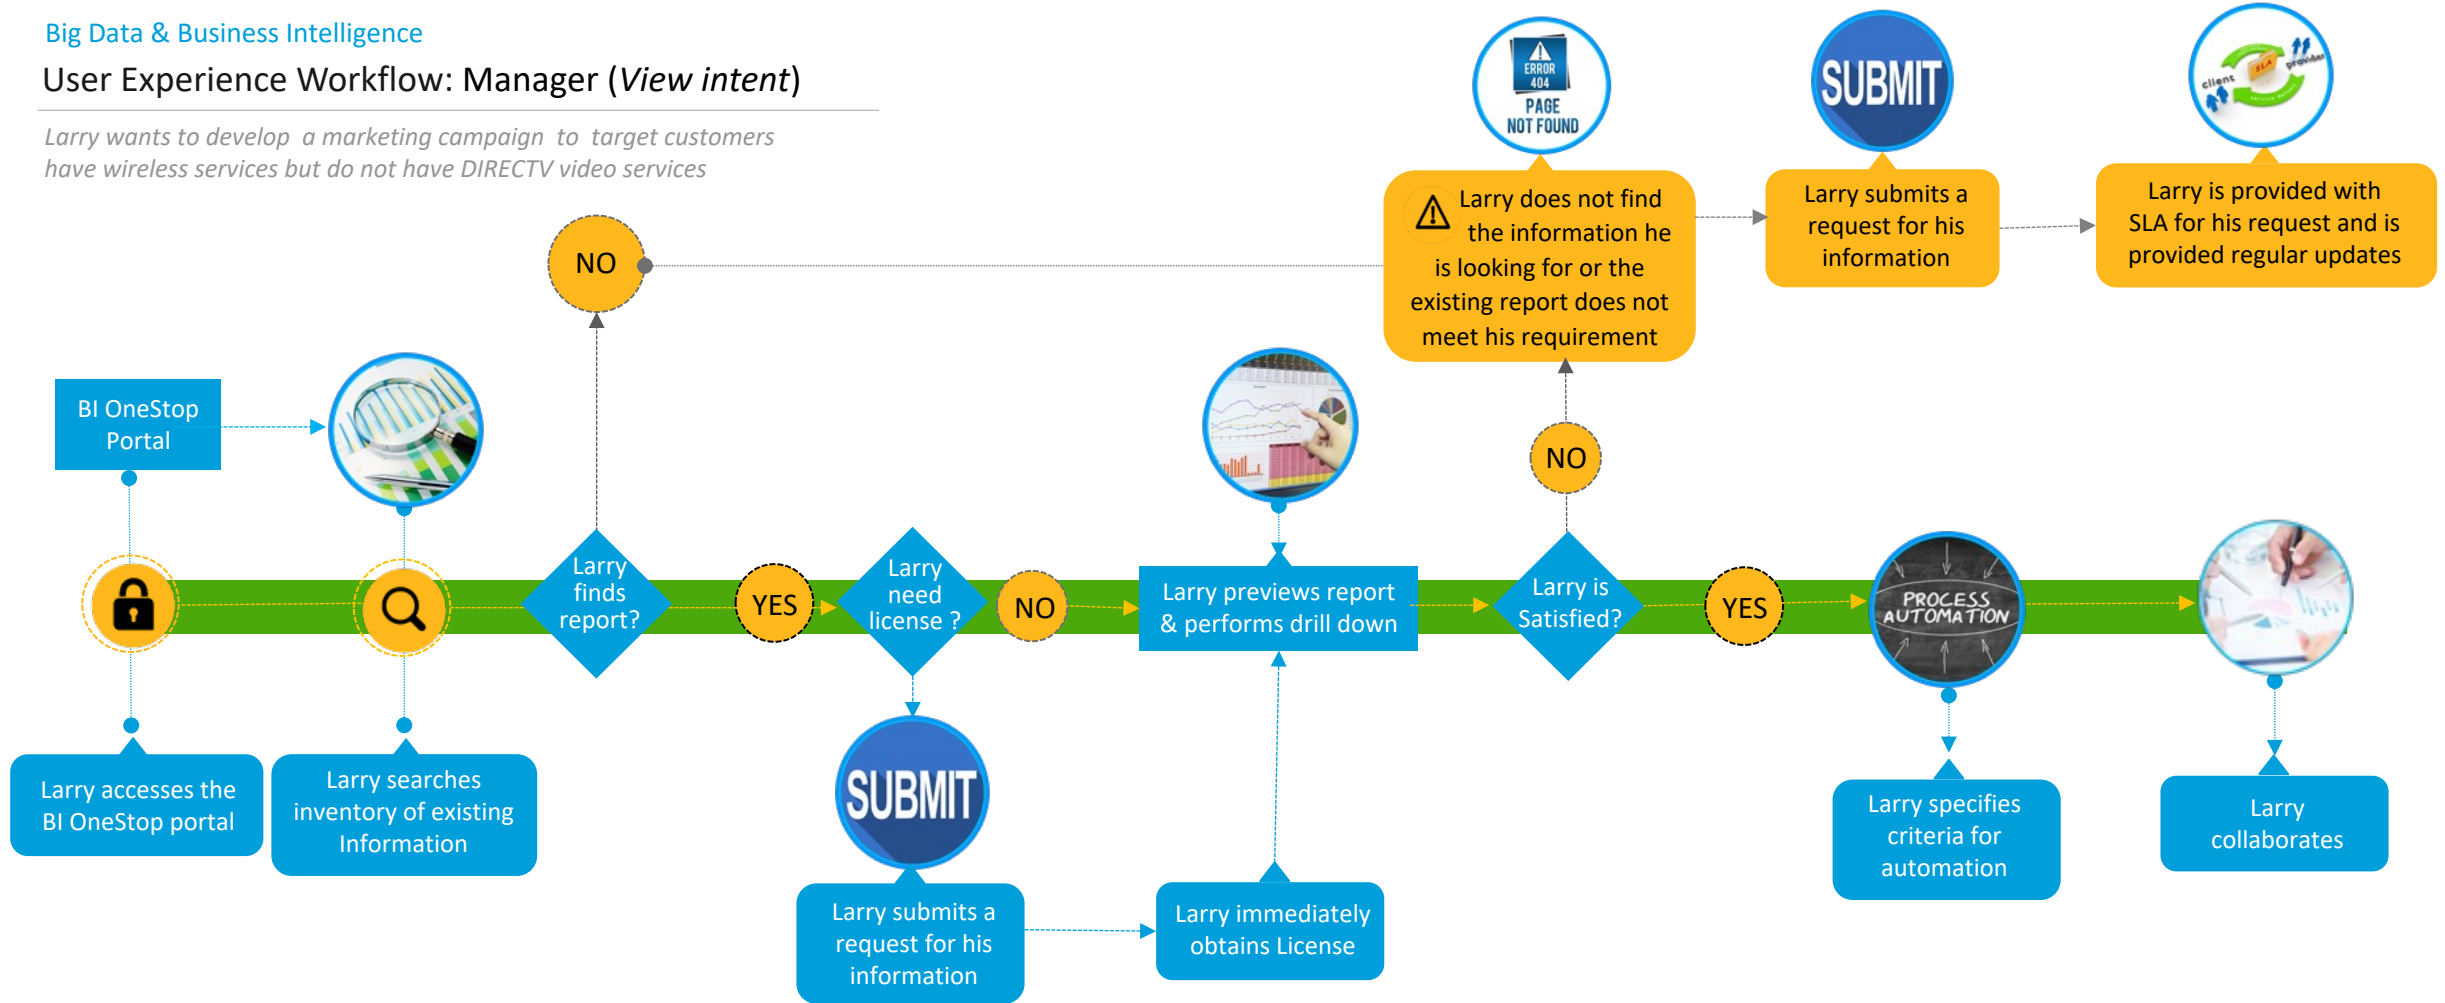 Big Data & Business Intelligence
User Experience Workflow: Manager (View intent)
Larry wants to develop a marketing campaign to target customers
have wireless services but do not have DIRECTV video services
ERROR
404
PAGE
NOT FOUND
SUBMIT
client
SLA
provider
Larry does not find
the information he
is looking for or the
existing report does not
meet his requirement
Larry submits a
request for his
information
Larry is provided with
SLA for his request and is
provided regular updates
NO
BI OneStop
Portal
NO
Larry
finds
report?
YES
Larry
need
license ?
NO
Larry previews report
& performs drill down
Larry is
Satisfied?
YES
PROCESS
AUTOMATION
Larry accesses the
BI OneStop portal
Larry searches
inventory of existing
Information
SUBMIT
Larry submits a
request for his
information
Larry immediately
obtains License
Larry specifies
criteria for
automation
Larry
collaborates